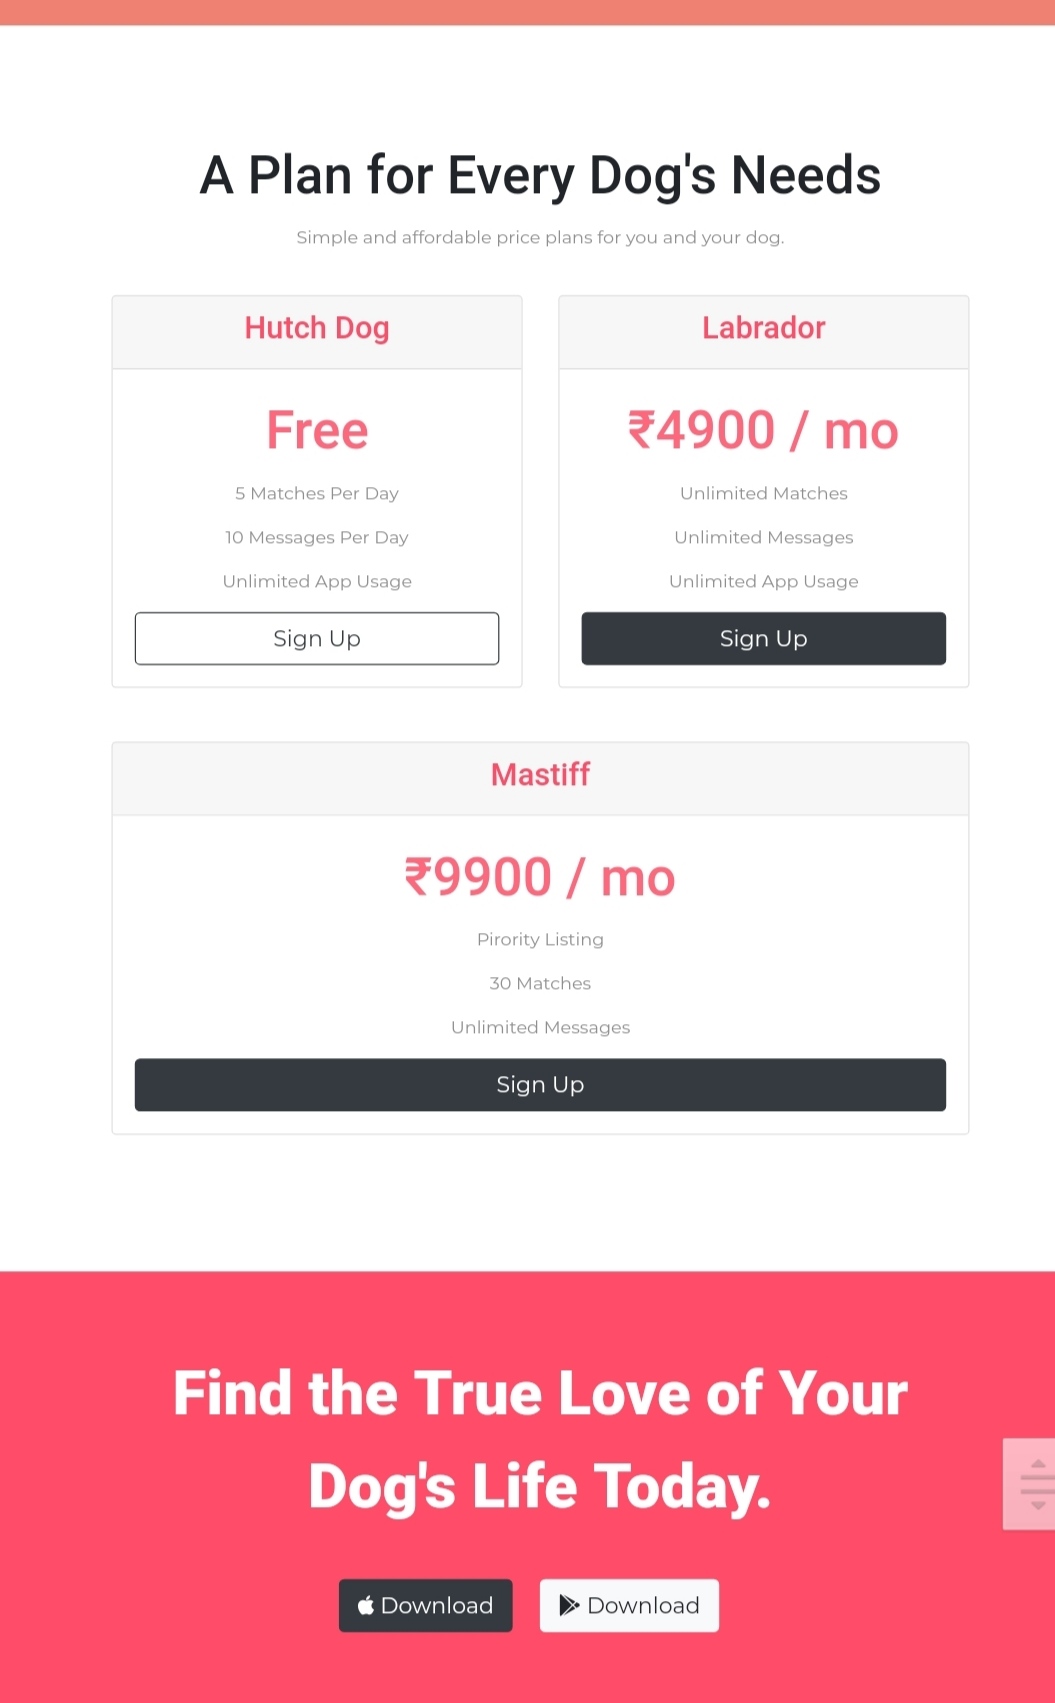 A Plan for Every Dog's Needs
Simple and affordable price plans for you and your dog.
Hutch Dog
Free
5 Matches Per Day
10 Messages Per Day
Unlimited App Usage
Sign Up
Labrador
₹4900 / mo
Unlimited Matches
Unlimited Messages
Unlimited App Usage
Sign Up
Mastiff
₹9900 / mo
Pirority Listing
30 Matches
Unlimited Messages
Sign Up
Find the True Love of Your
Dog's Life Today.
Download
Download